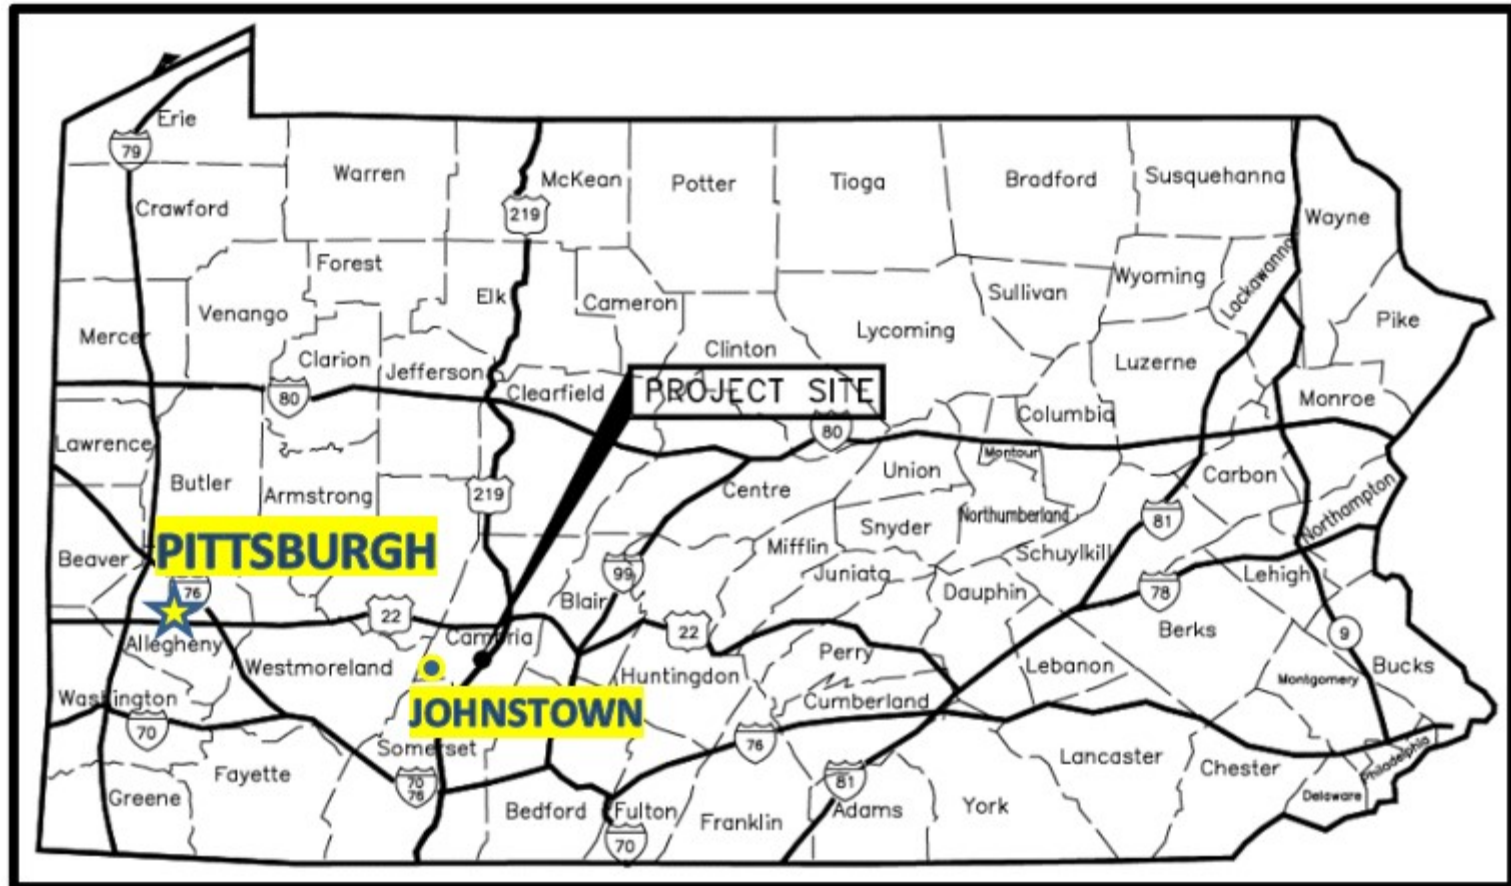 Erie
79
Warren
McKean
Potter
Tioga
Bradford
Susquehanna
Crawford
219
Wayne
Forest
Elk
Cameron
Sullivan
Wyoming
Lackawanna
Venango
Mercer
Lycoming
Pike
Clarion
Jefferson
Clinton
Luzerne
80
Clearfield
PROJECT SITE
Columbia
Monroe
80
Lawrence
Montour
Butler
Armstrong
219
Centre
Union
Carbon
Northampton
Snyder
Northumberland
81
PITTSBURGH
Beaver
Mifflin
Schuylkill
76
99
Juniata
Lehigh
Blair
Dauphin
78
22
Cambria
22
Berks
9
Allegheny
Westmoreland
Huntingdon
Perry
Lebanon
Bucks
Montgomery
Washington
JOHNSTOWN
Cumberland
70
Somerset
76
Lancaster
Chester
Philadelphia
Fayette
70
76
81
Greene
Bedford
Fulton
Franklin
Adams
York
Delaware
70